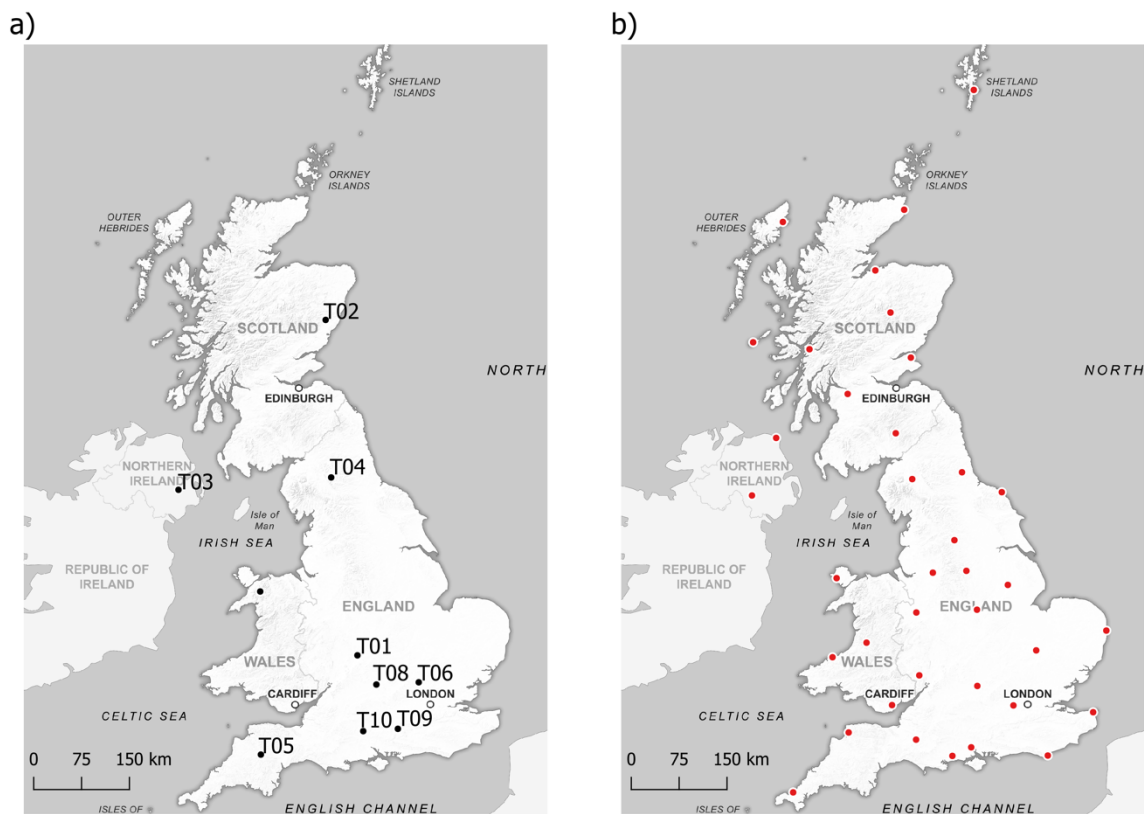 a)
SHETLAND
ISLANDS
ORKNEY
ISLANDS
OUTER
HEBRIDES
T02
SCOTLAND
NORTH
EDINBURGH
NORTHERN
IRELAND
T03
T04
Isle of
Man
IRISH SEA
REPUBLIC OF
IRELAND
ENGLAND
T01
WALES
T08
T06
CARDIFF
LONDON
CELTIC SEA
T10
T09
T05
0 75 150 km
ISLES OF
ENGLISH CHANNEL
b)
SHETLAND
ISLANDS
ORKNEY
ISLANDS
OUTER
HEBRIDES
SCOTLAND
NORTH
EDINBURGH
NORTHERN
IRELAND
Isle of
Man
IRISH SEA
REPUBLIC OF
IRELAND
ENGLAND
WALES
CARDIFF
LONDON
CELTIC SEA
0 75 150 km
ISLES OF
ENGLISH CHANNEL